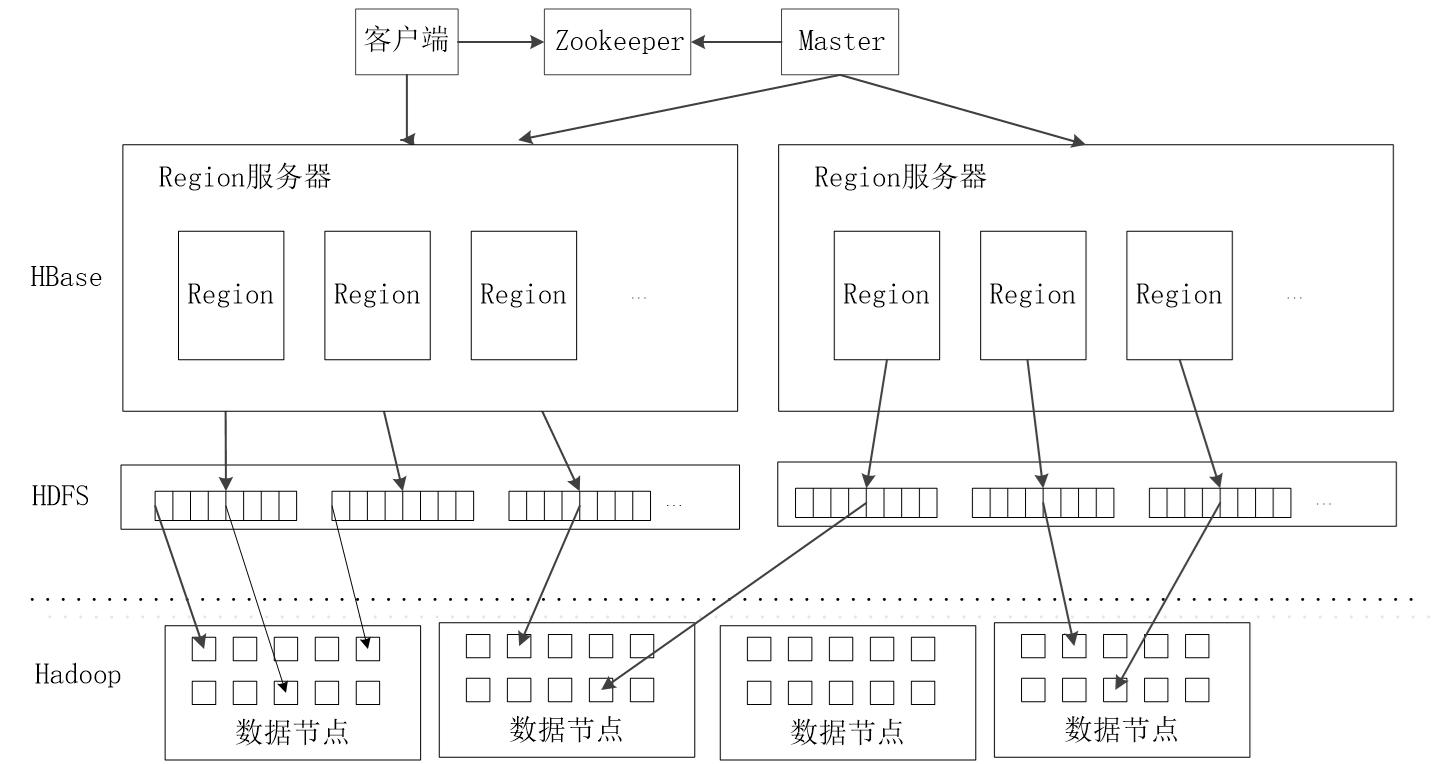 客户端
Zookeeper
Master
Region服务器
Region服务器
HBase
Region
Region
Region
...
Region
Region
Region
...
HDFS
...
...
Hadoop
数据节点
数据节点
数据节点
数据节点